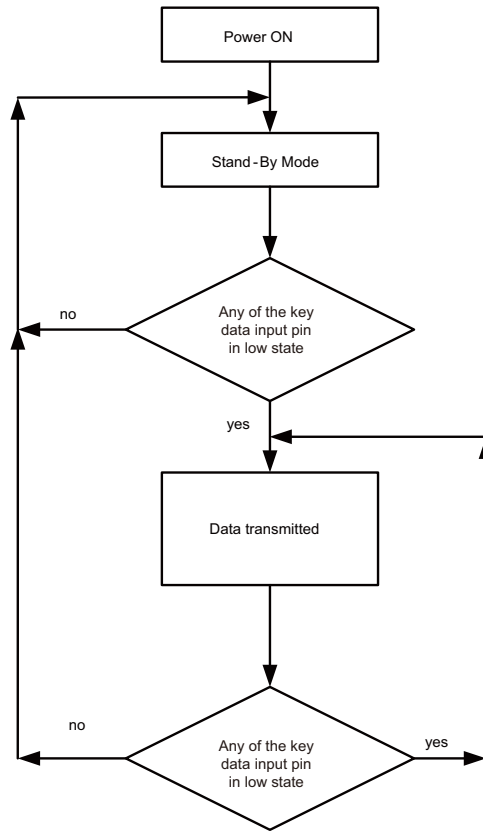 Power ON
Stand-By Mode
Any of the key
data input pin
in low state
no
yes
Data transmitted
no
Any of the key
data input pin
in low state
yes